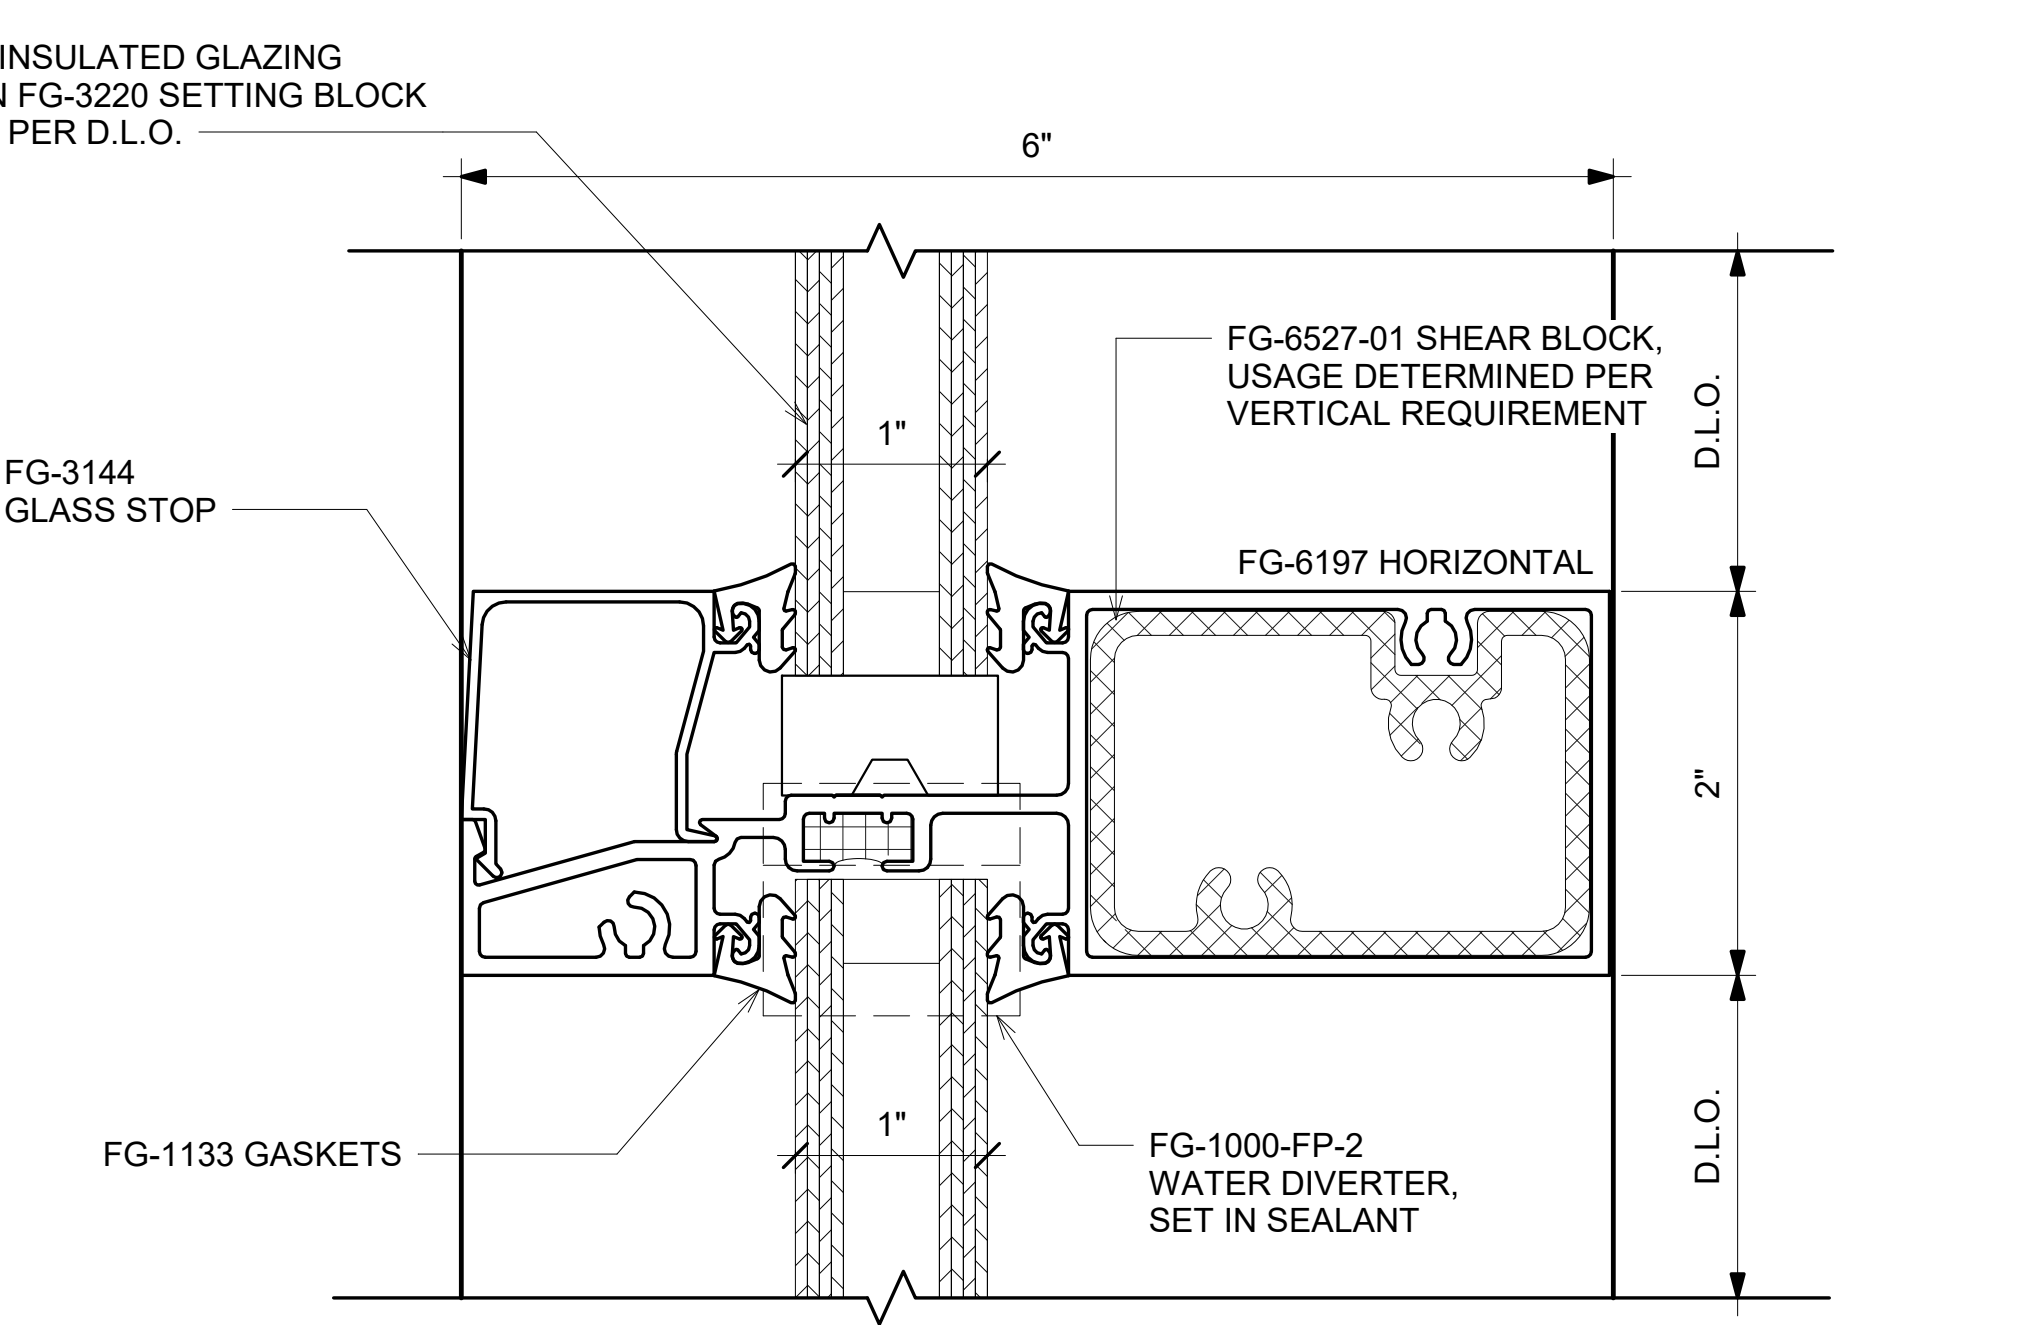 INSULATED GLAZING
FG-3220 SETTING BLOCK
PER D.L.O.
6"
FG-6527-01 SHEAR BLOCK,
USAGE DETERMINED PER
VERTICAL REQUIREMENT
D.L.O.
1"
FG-3144
GLASS STOP
FG-6197 HORIZONTAL
2"
1"
FG-1133 GASKETS
FG-1000-FP-2
WATER DIVERTER,
SET IN SEALANT
D.L.O.